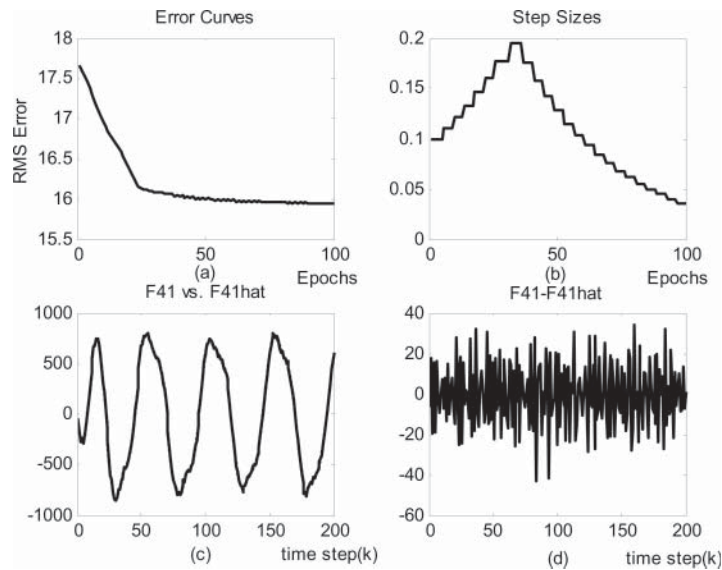 Error Curves
18
17.5
17
16.5
16
15.5
RMS Error
0
50
100
(a)
Epochs
Step Sizes
0.2
0.15
0.1
0.05
0
0
50
100
(b)
Epochs
F41 vs. F41hat
1000
500
0
-500
-1000
0
50
100
150
200
(c)
time step(k)
F41-F41hat
40
20
0
-20
-40
-60
0
50
100
150
200
(d)
time step(k)